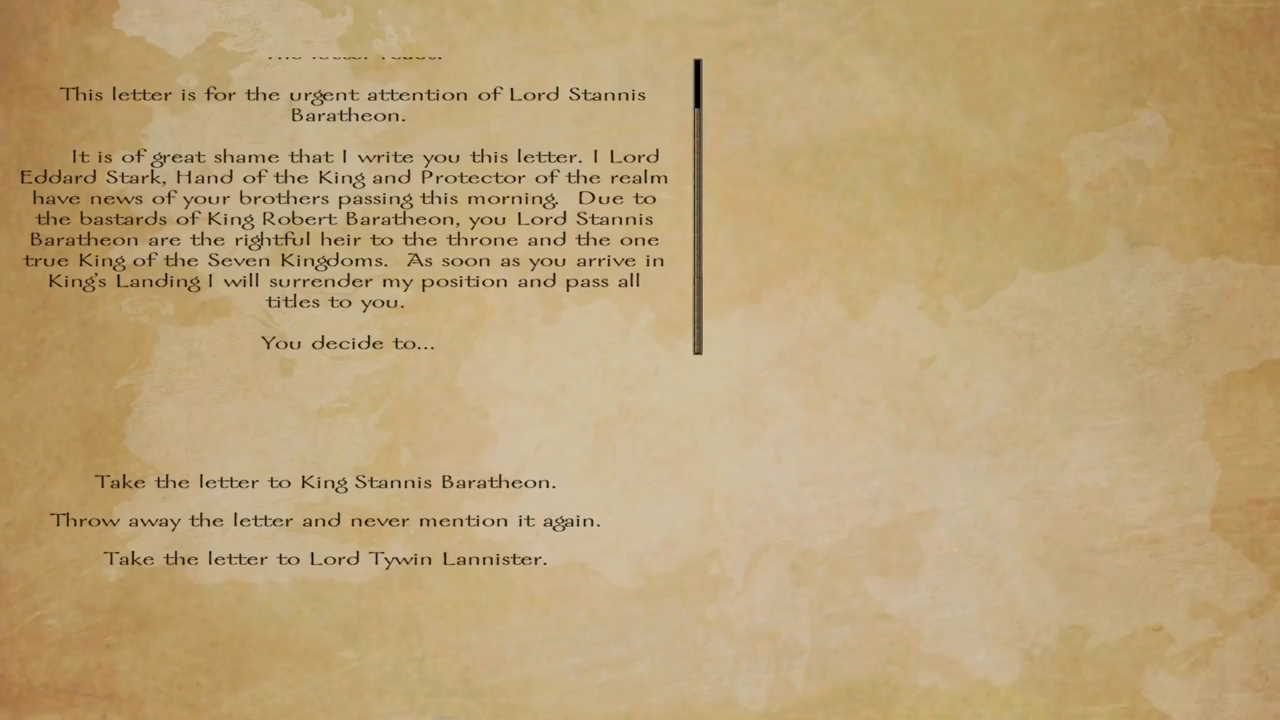 This letter is for the urgent attention of Lord Stannis
Baratheon.
It is of great shame that I write you this letter. I Lord
Eddard Stark, Hand of the King and Protector of the realm
have news of your brothers passing this morning. Due to
the bastards of King Robert Baratheon, you Lord Stannis
Baratheon are the rightful heir to the throne and the one
true King of the Seven Kingdoms. As soon as you arrive in
King's Landing I will surrender my position and pass all
titles to you.
You decide to...
Take the letter to King Stannis Baratheon.
Throw away the letter and never mention it again.
Take the letter to Lord Tywin Lannister.